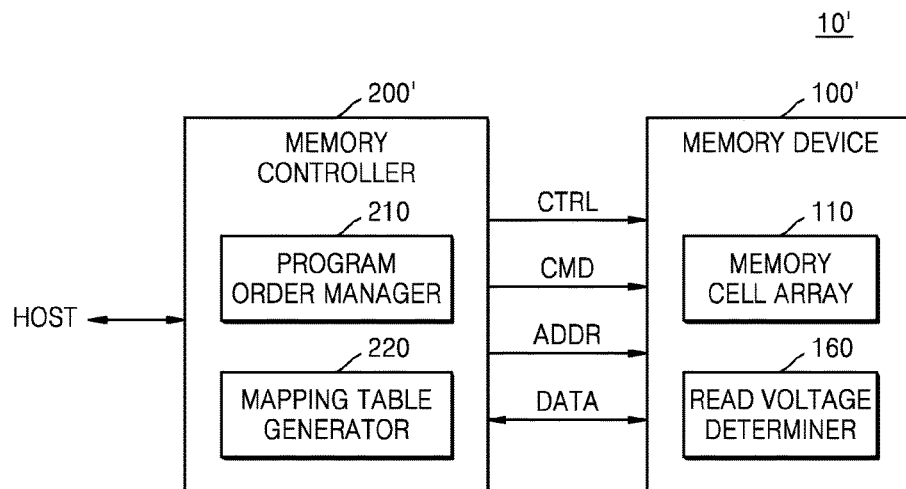 10'
200'
100'
MEMORY
CONTROLLER
MEMORY DEVICE
CTRL
210
110
PROGRAM
ORDER MANAGER
CMD
MEMORY
CELL ARRAY
HOST
ADDR
220
160
MAPPING TABLE
GENERATOR
DATA
READ VOLTAGE
DETERMINER